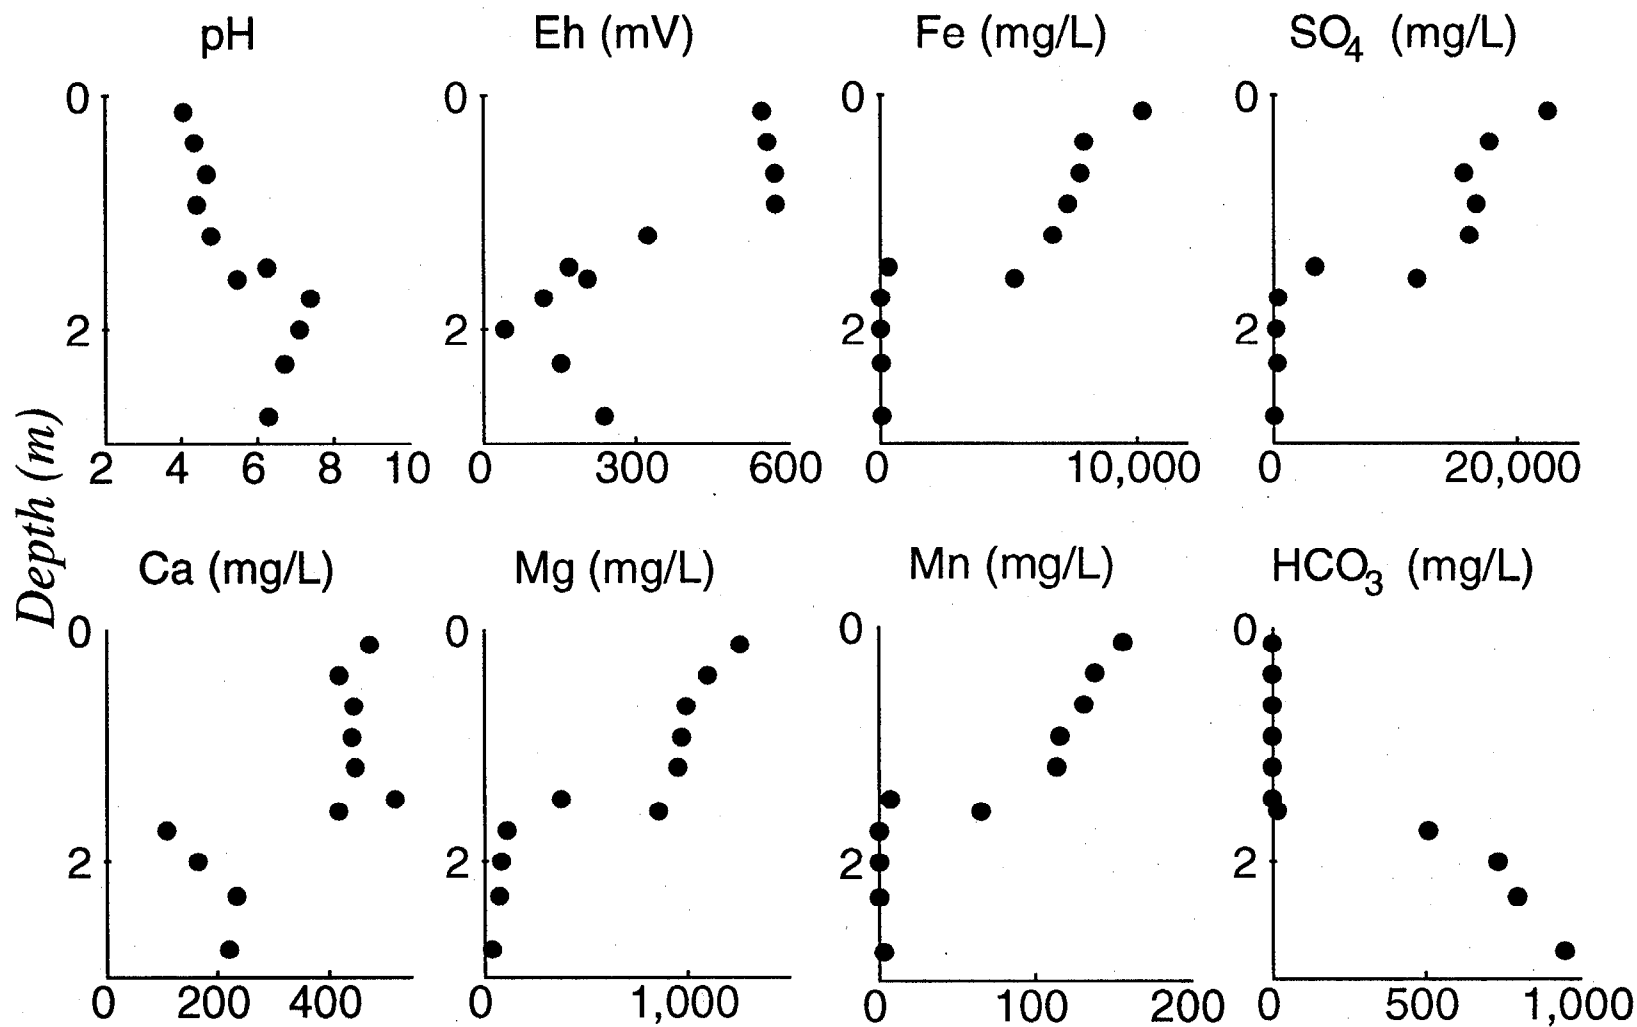 pH Eh (mV) Fe (mg/L) SO4 (mg/L)
0 0 0 0
2 2 2 2
2 4 6 8 10 0 300 600 0 10,000 0 20,000
Depth (m)
Ca (mg/L) Mg (mg/L) Mn (mg/L) HCO3 (mg/L)
0 0 0 0
2 2 2 2
0 200 400 0 1,000 0 100 200 0 500 1,000